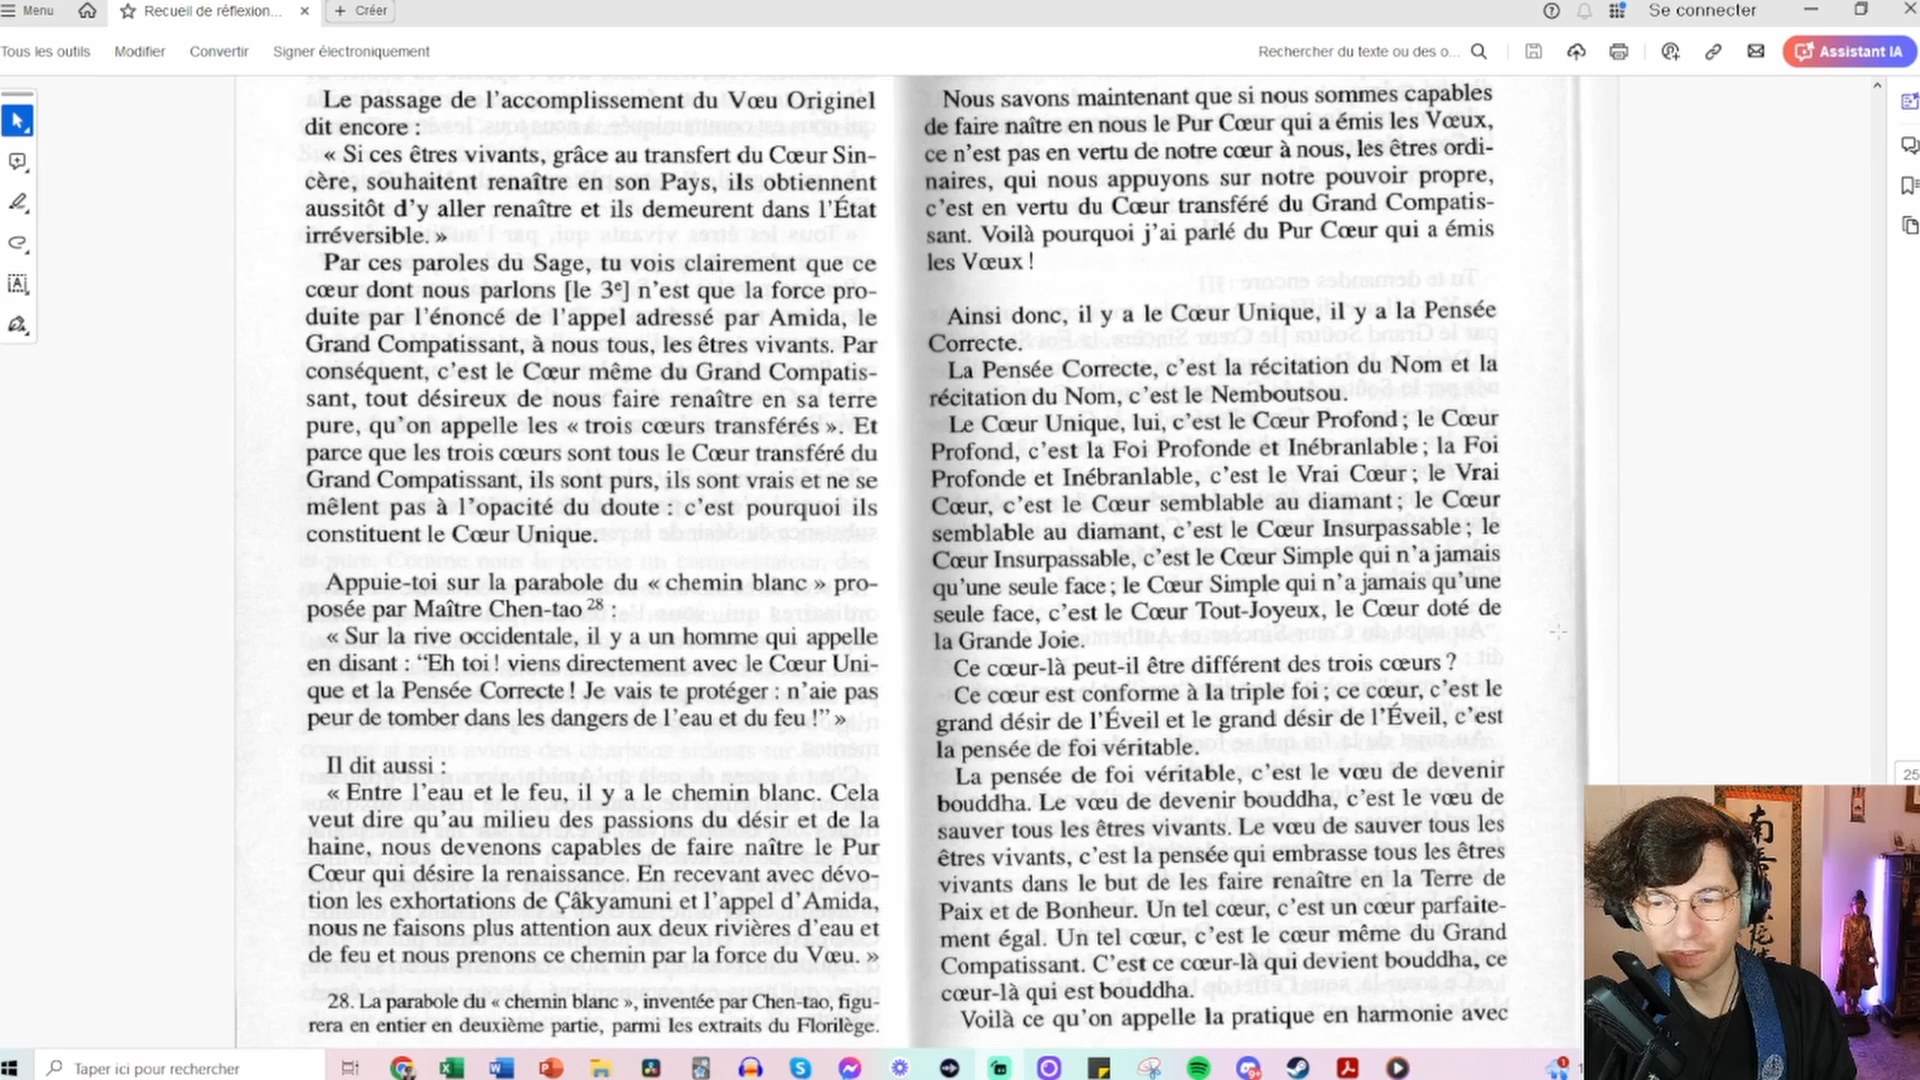 Menu
Recueil de réflexion...
Créer
Se connecter
Tous les outils
Modifier
Convertir
Signer électroniquement
Rechercher du texte ou des o...
Assistant IA
Le passage de l'accomplissement du Vœu Originel
dit encore :
« Si ces êtres vivants, grâce au transfert du Cœur Sin-
cère, souhaitent renaître en son Pays, ils obtiennent
aussitôt d'y aller renaître et ils demeurent dans l'État
irréversible. »
Par ces paroles du Sage, tu vois clairement que ce
cœur dont nous parlons [le 3e] n'est que la force pro-
duite par l'énoncé de l'appel adressé par Amida, le
Grand Compatissant, à nous tous, les êtres vivants. Par
conséquent, c'est le Cœur même du Grand Compatis-
sant, tout désireux de nous faire renaître en sa terre
pure, qu'on appelle les « trois cœurs transférés ». Et
parce que les trois cœurs sont tous le Cœur transféré du
Grand Compatissant, ils sont purs, ils sont vrais et ne se
mêlent pas à l'opacité du doute : c'est pourquoi ils
constituent le Cœur Unique.
Appuie-toi sur la parabole du « chemin blanc » pro-
posée par Maître Chen-tao 28 :
« Sur la rive occidentale, il y a un homme qui appelle
en disant : “Eh toi ! viens directement avec le Cœur Uni-
que et la Pensée Correcte ! Je vais te protéger : n'aie pas
peur de tomber dans les dangers de l'eau et du feu !” »
Il dit aussi :
« Entre l'eau et le feu, il y a le chemin blanc. Cela
veut dire qu'au milieu des passions du désir et de la
haine, nous devenons capables de faire naître le Pur
Cœur qui désire la renaissance. En recevant avec dévo-
tion les exhortations de Çâkyamuni et l'appel d'Amida,
nous ne faisons plus attention aux deux rivières d'eau et
de feu et nous prenons ce chemin par la force du Vœu. »
28. La parabole du « chemin blanc », inventée par Chen-tao, figu-
rera en entier en deuxième partie, parmi les extraits du Florilège.
Nous savons maintenant que si nous sommes capables
de faire naître en nous le Pur Cœur qui a émis les Vœux,
ce n'est pas en vertu de notre cœur à nous, les êtres ordi-
naires, qui nous appuyons sur notre pouvoir propre,
c'est en vertu du Cœur transféré du Grand Compatis-
sant. Voilà pourquoi j'ai parlé du Pur Cœur qui a émis
les Vœux !
Ainsi donc, il y a le Cœur Unique, il y a la Pensée
Correcte.
La Pensée Correcte, c'est la récitation du Nom et la
récitation du Nom, c'est le Nemboutsou.
Le Cœur Unique, lui, c'est le Cœur Profond ; le Cœur
Profond, c'est la Foi Profonde et Inébranlable ; la Foi
Profonde et Inébranlable, c'est le Vrai Cœur ; le Vrai
Cœur, c'est le Cœur semblable au diamant ; le Cœur
semblable au diamant, c'est le Cœur Insurpassable ; le
Cœur Insurpassable, c'est le Cœur Simple qui n'a jamais
qu'une seule face ; le Cœur Simple qui n'a jamais qu'une
seule face, c'est le Cœur Tout-Joyeux, le Cœur doté de
la Grande Joie.
Ce cœur-là peut-il être différent des trois cœurs ?
Ce cœur est conforme à la triple foi ; ce cœur, c'est le
grand désir de l'Éveil et le grand désir de l'Éveil, c'est
la pensée de foi véritable.
La pensée de foi véritable, c'est le vœu de devenir
bouddha. Le vœu de devenir bouddha, c'est le vœu de
sauver tous les êtres vivants. Le vœu de sauver tous les
êtres vivants, c'est la pensée qui embrasse tous les êtres
vivants dans le but de les faire renaître en la Terre de
Paix et de Bonheur. Un tel cœur, c'est un cœur parfaite-
ment égal. Un tel cœur, c'est le cœur même du Grand
Compatissant. C'est ce cœur-là qui devient bouddha, ce
cœur-là qui est bouddha.
Voilà ce qu'on appelle la pratique en harmonie avec
南
Taper ici pour rechercher